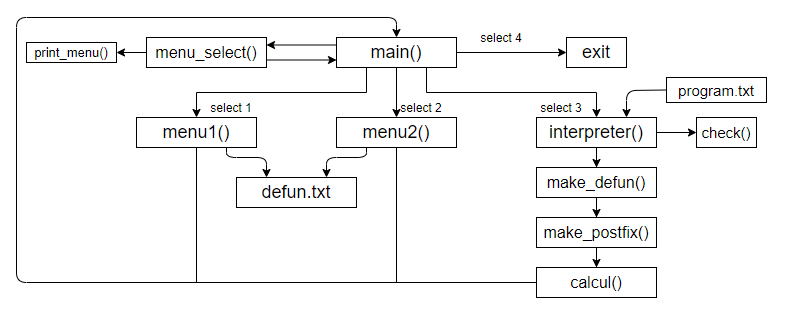 select 4
print_menu()
menu_select()
main()
exit
program.txt
select 1
select 2
select 3
menu1()
menu2()
interpreter()
check()
defun.txt
make_defun()
make_postfix()
calcul()